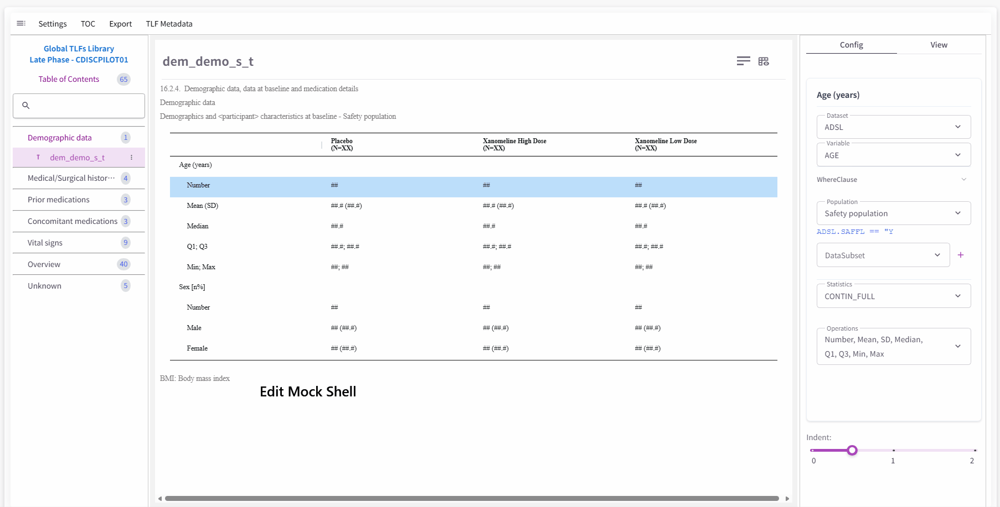 Settings TOC Export TLF Metadata
Global TLFs Library
Late Phase - CDISCPILOT01
Table of Contents 65
Demographic data 1
T dem_demo_s_t
Medical/Surgical histor··· 4
Prior medications 3
Concomitant medications 3
Vital signs 9
Overview 40
Unknown 5
dem_demo_s_t
16.2.4. Demographic data, data at baseline and medication details
Demographic data
Demographics and <participant> characteristics at baseline - Safety population
Placebo Xanomeline High Dose Xanomeline Low Dose
(N=XX) (N=XX) (N=XX)
Age (years)
Number ## ## ##
Mean (SD) ##.# (##.#) ##.# (##.#) ##.# (##.#)
Median ##.# ##.# ##.#
Q1; Q3 ##.#; ##.# ##.#; ##.# ##.#; ##.#
Min; Max ##; ## ##; ## ##; ##
Sex [n%]
Number ## ## ##
Male ## (##.#) ## (##.#) ## (##.#)
Female ## (##.#) ## (##.#) ## (##.#)
BMI: Body mass index
Edit Mock Shell
Config View
Age (years)
Dataset
ADSL
Variable
AGE
WhereClause
Population
Safety population
ADSL.SAFFL == "Y
DataSubset +
Statistics
CONTIN_FULL
Operations
Number, Mean, SD, Median,
Q1, Q3, Min, Max
Indent:
0 1 2